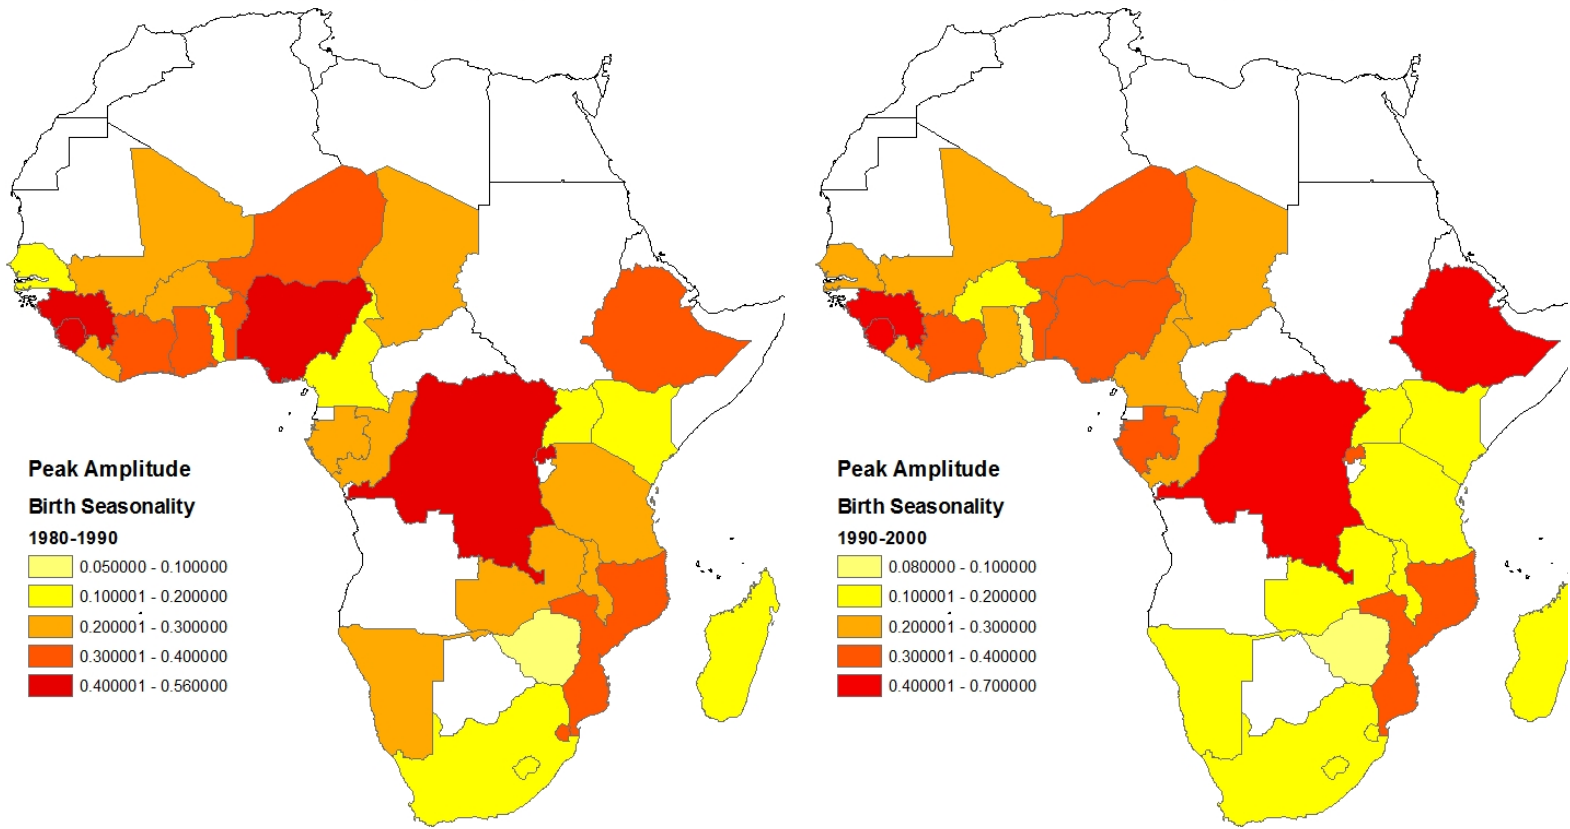 Peak Amplitude
Birth Seasonality
1980-1990
0.050000 - 0.100000
0.100001 - 0.200000
0.200001 - 0.300000
0.300001 - 0.400000
0.400001 - 0.560000
Peak Amplitude
Birth Seasonality
1990-2000
0.080000 - 0.100000
0.100001 - 0.200000
0.200001 - 0.300000
0.300001 - 0.400000
0.400001 - 0.700000